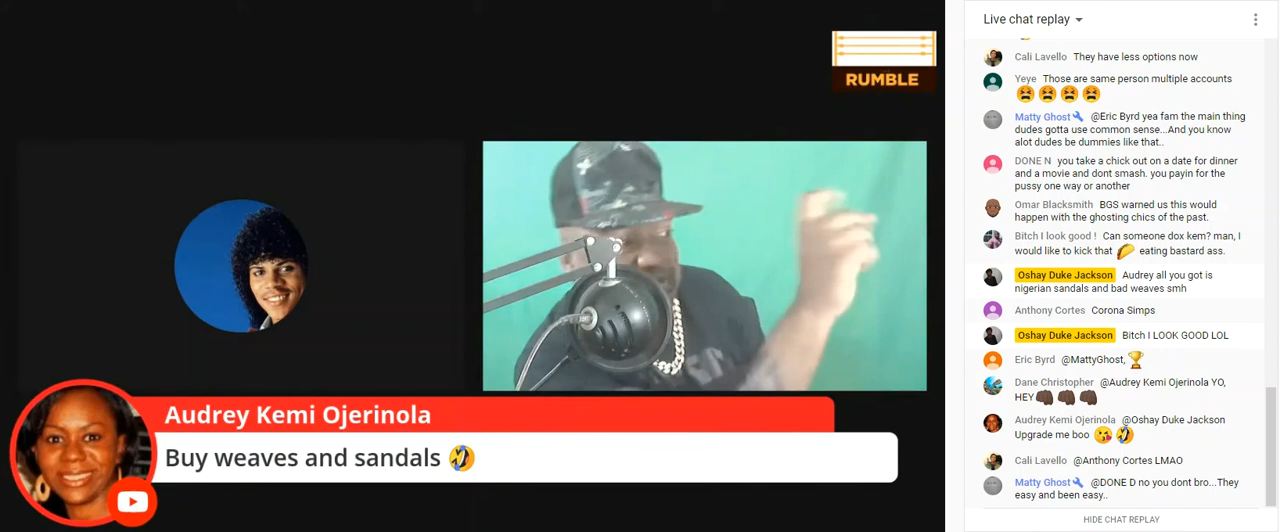 RUMBLE
Audrey Kemi Ojerinola
Buy weaves and sandals 🤣
Live chat replay
Cali Lavello They have less options now
Yeye Those are same person multiple accounts
😫 😫 😫 😫
Matty Ghost @Eric Byrd yea fam the main thing
dudes gotta use common sense...And you know
alot dudes be dummies like that..
DONE N you take a chick out on a date for dinner
and a movie and dont smash. you payin for the
pussy one way or another
Omar Blacksmith BGS warned us this would
happen with the ghosting chics of the past.
Bitch I look good ! Can someone dox kem? man, I
would like to kick that 🌮 eating bastard ass.
Oshay Duke Jackson Audrey all you got is
nigerian sandals and bad weaves smh
Anthony Cortes Corona Simps
Oshay Duke Jackson Bitch I LOOK GOOD LOL
Eric Byrd @MattyGhost, 🏆
Dane Christopher @Audrey Kemi Ojerinola YO,
HEY 👊🏿 👊🏿 👊🏿
Audrey Kemi Ojerinola @Oshay Duke Jackson
Upgrade me boo 😘 🤣
Cali Lavello @Anthony Cortes LMAO
Matty Ghost @DONE D no you dont bro...They
easy and been easy..
HIDE CHAT REPLAY